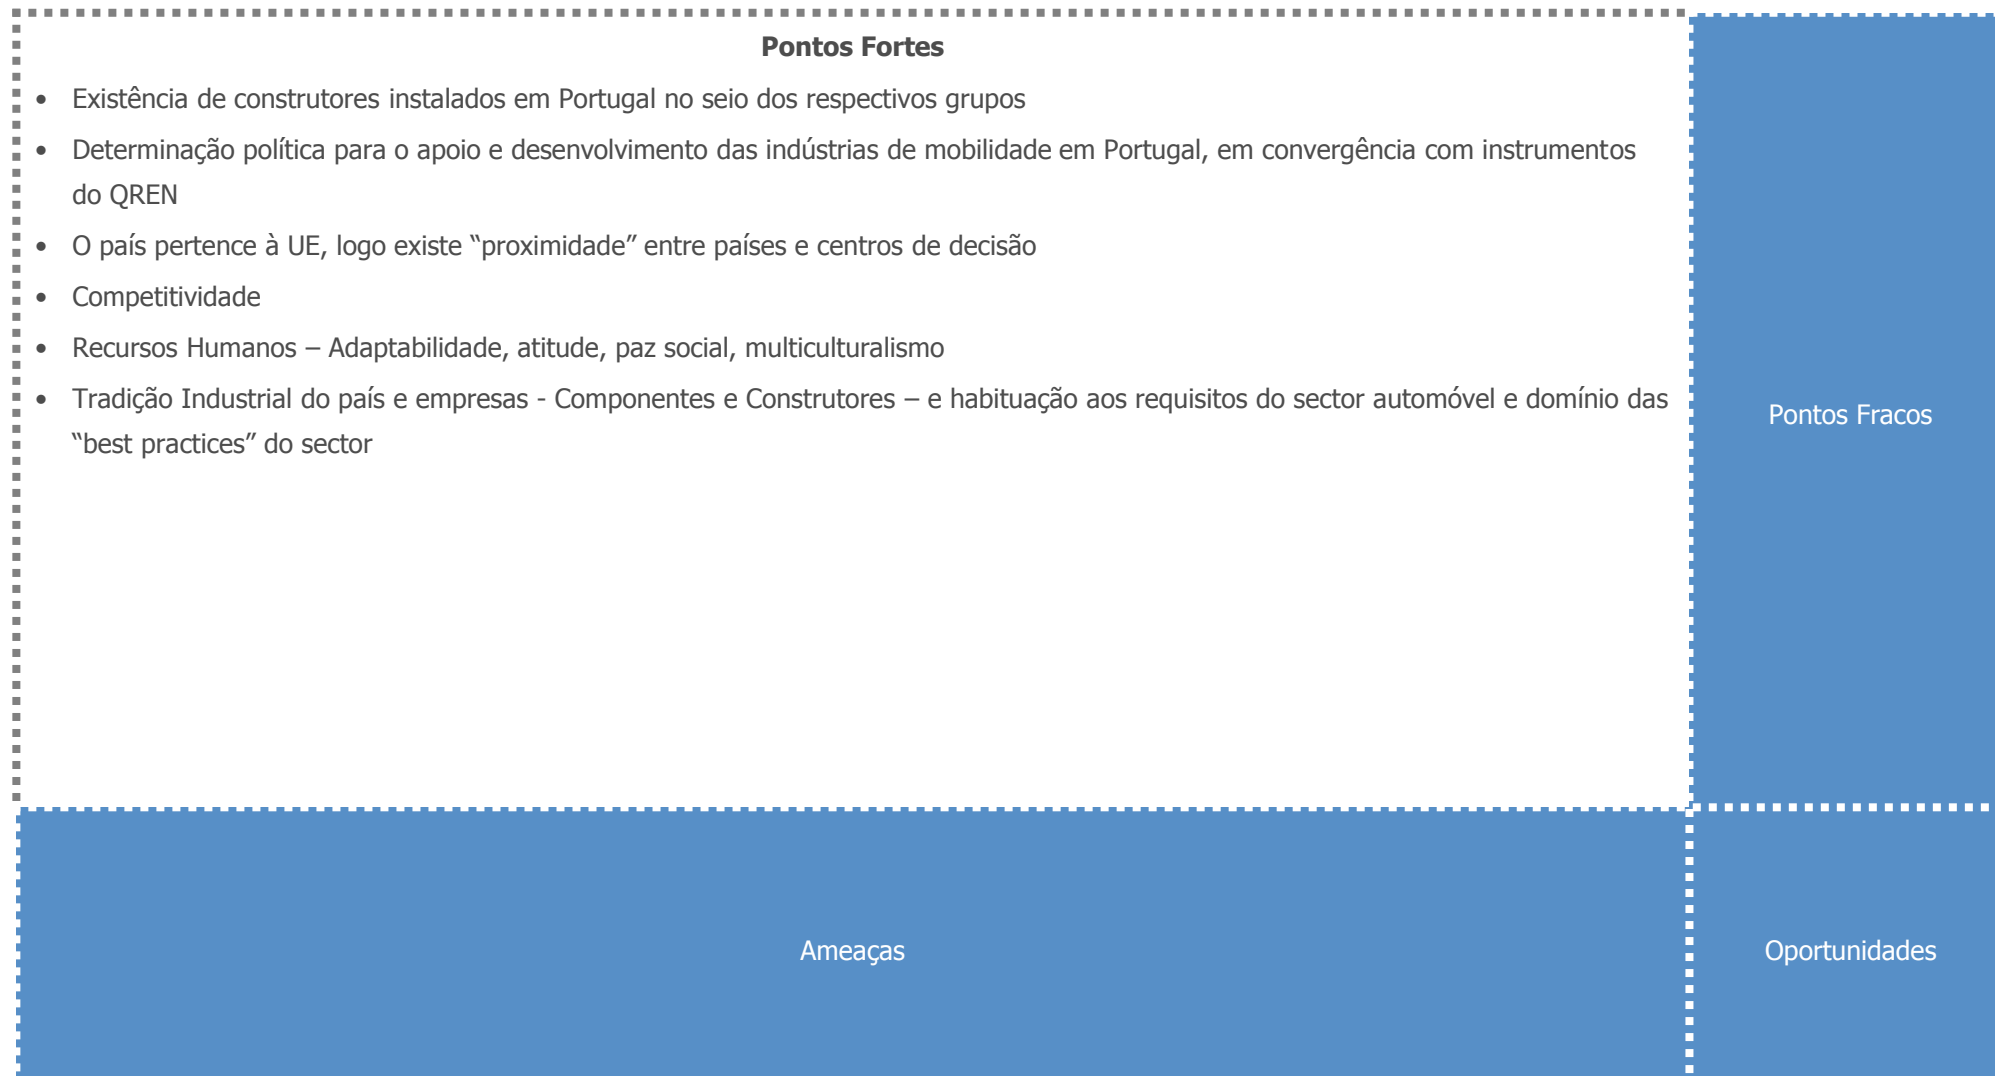 Pontos Fortes
• Existência de construtores instalados em Portugal no seio dos respectivos grupos
• Determinação política para o apoio e desenvolvimento das indústrias de mobilidade em Portugal, em convergência com instrumentos
do QREN
• O país pertence à UE, logo existe “proximidade” entre países e centros de decisão
• Competitividade
• Recursos Humanos – Adaptabilidade, atitude, paz social, multiculturalismo
• Tradição Industrial do país e empresas - Componentes e Construtores – e habituação aos requisitos do sector automóvel e domínio das
“best practices” do sector
Pontos Fracos
Ameaças
Oportunidades